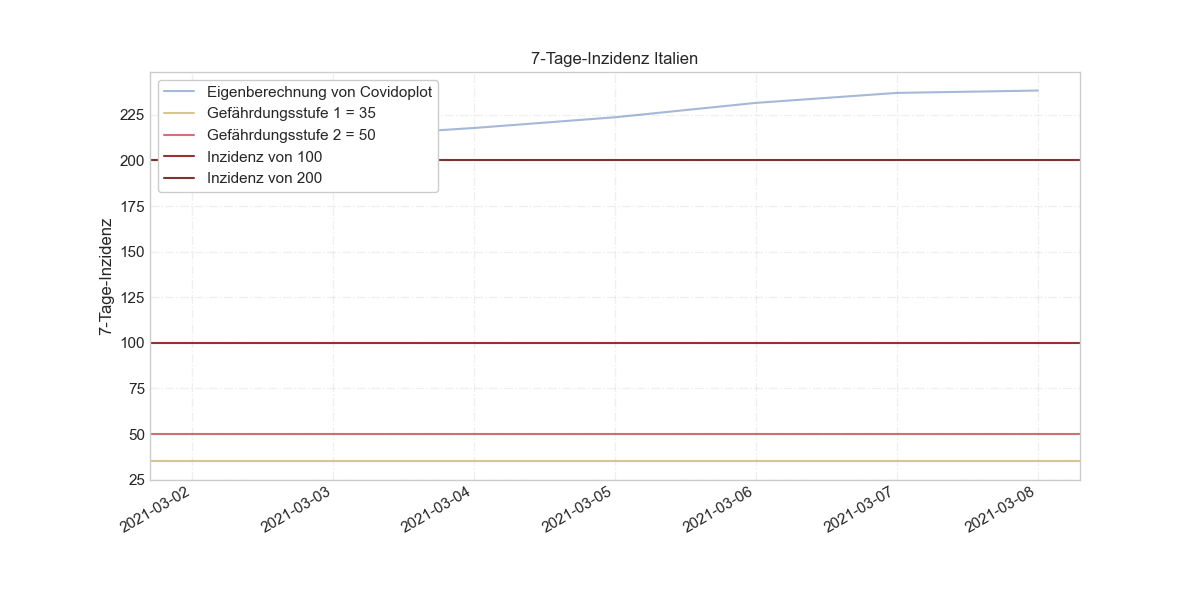 7-Tage-Inzidenz Italien
Eigenberechnung von Covidoplot
Gefährdungsstufe 1 = 35
Gefährdungsstufe 2 = 50
Inzidenz von 100
Inzidenz von 200
7-Tage-Inzidenz
225
200
175
150
125
100
75
50
25
2021-03-02
2021-03-03
2021-03-04
2021-03-05
2021-03-06
2021-03-07
2021-03-08